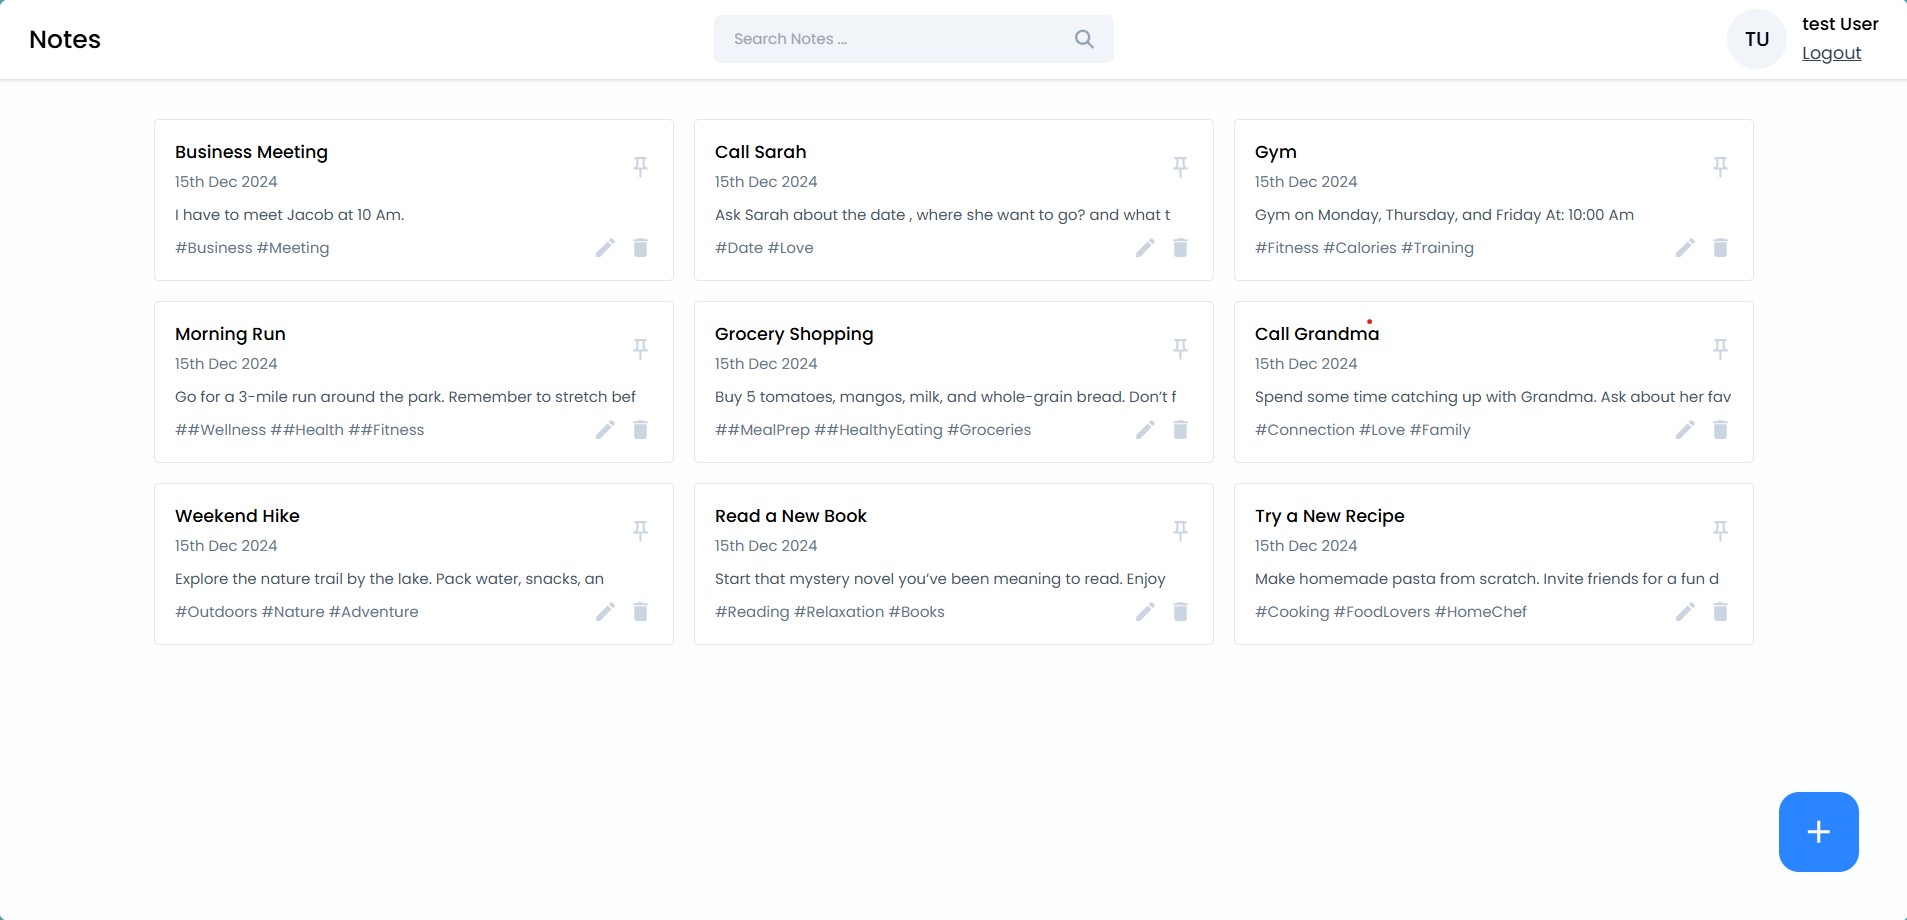 Notes
Search Notes ...
TU
test User
Logout
Business Meeting
15th Dec 2024
I have to meet Jacob at 10 Am.
#Business #Meeting
Call Sarah
15th Dec 2024
Ask Sarah about the date , where she want to go? and what t
#Date #Love
Gym
15th Dec 2024
Gym on Monday, Thursday, and Friday At: 10:00 Am
#Fitness #Calories #Training
Morning Run
15th Dec 2024
Go for a 3-mile run around the park. Remember to stretch bef
##Wellness ##Health ##Fitness
Grocery Shopping
15th Dec 2024
Buy 5 tomatoes, mangos, milk, and whole-grain bread. Don’t f
##MealPrep ##HealthyEating #Groceries
Call Grandma
15th Dec 2024
Spend some time catching up with Grandma. Ask about her fav
#Connection #Love #Family
Weekend Hike
15th Dec 2024
Explore the nature trail by the lake. Pack water, snacks, an
#Outdoors #Nature #Adventure
Read a New Book
15th Dec 2024
Start that mystery novel you’ve been meaning to read. Enjoy
#Reading #Relaxation #Books
Try a New Recipe
15th Dec 2024
Make homemade pasta from scratch. Invite friends for a fun d
#Cooking #FoodLovers #HomeChef